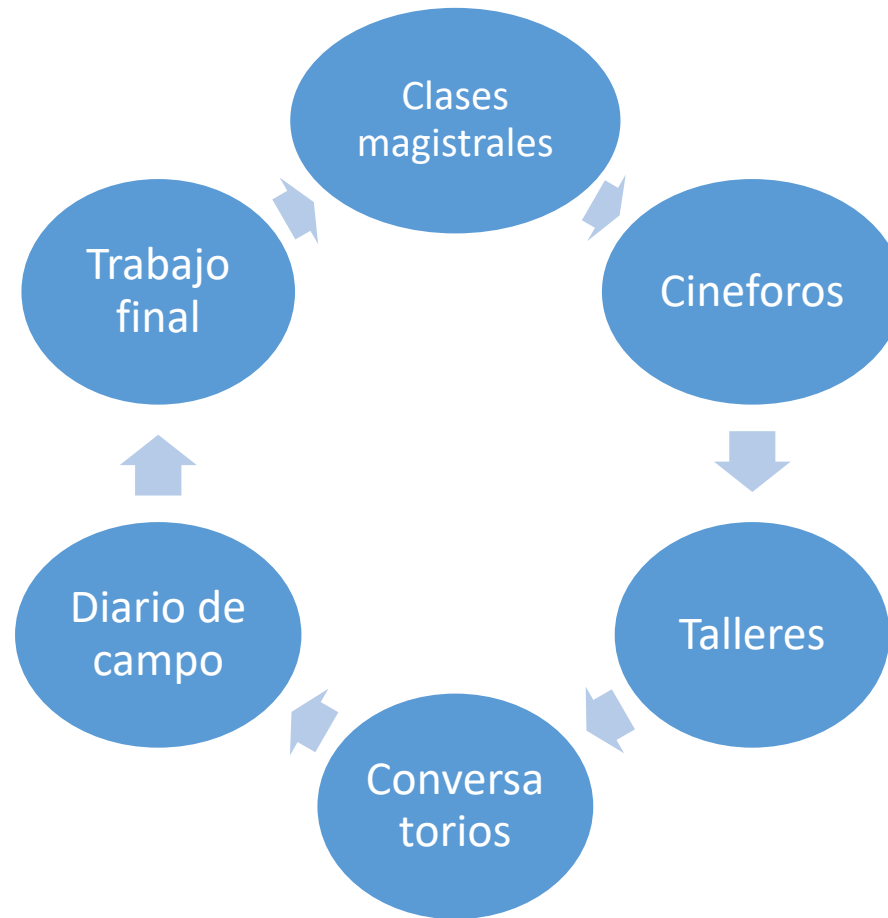 Clases
magistrales
Cineforos
Talleres
Conversa
torios
Diario de
campo
Trabajo
final